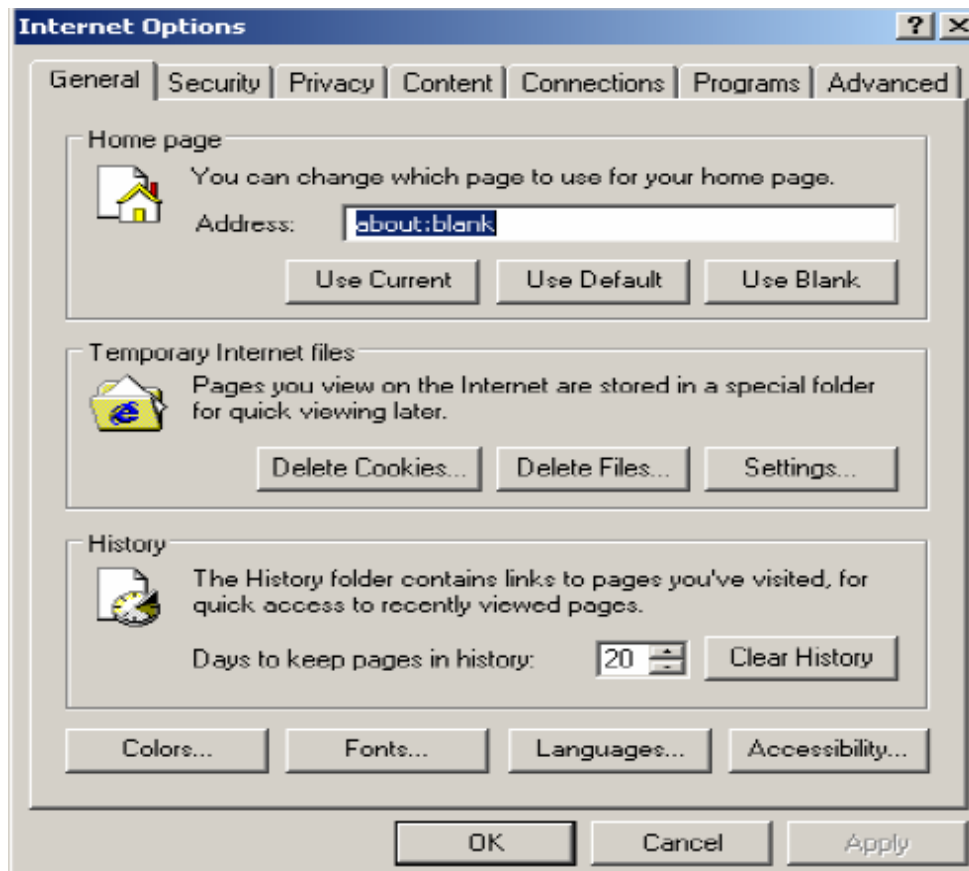 Internet Options
General Security Privacy Content Connections Programs Advanced
Home page
You can change which page to use for your home page.
Address: about:blank
Use Current Use Default Use Blank
Temporary Internet files
Pages you view on the Internet are stored in a special folder
for quick viewing later.
Delete Cookies... Delete Files... Settings...
History
The History folder contains links to pages you've visited, for
quick access to recently viewed pages.
Days to keep pages in history: 20 Clear History
Colors... Fonts... Languages... Accessibility...
OK Cancel Apply